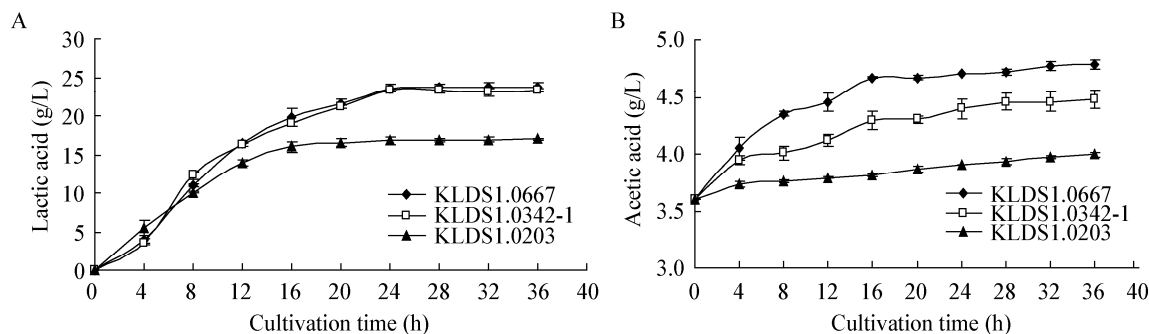 A
Lactic acid (g/L)
30
25
20
15
10
5
0
KLDS1.0667
KLDS1.0342-1
KLDS1.0203
0 4 8 12 16 20 24 28 32 36 40
Cultivation time (h)
B
Acetic acid (g/L)
5.0
4.5
4.0
3.5
3.0
KLDS1.0667
KLDS1.0342-1
KLDS1.0203
0 4 8 12 16 20 24 28 32 36 40
Cultivation time (h)